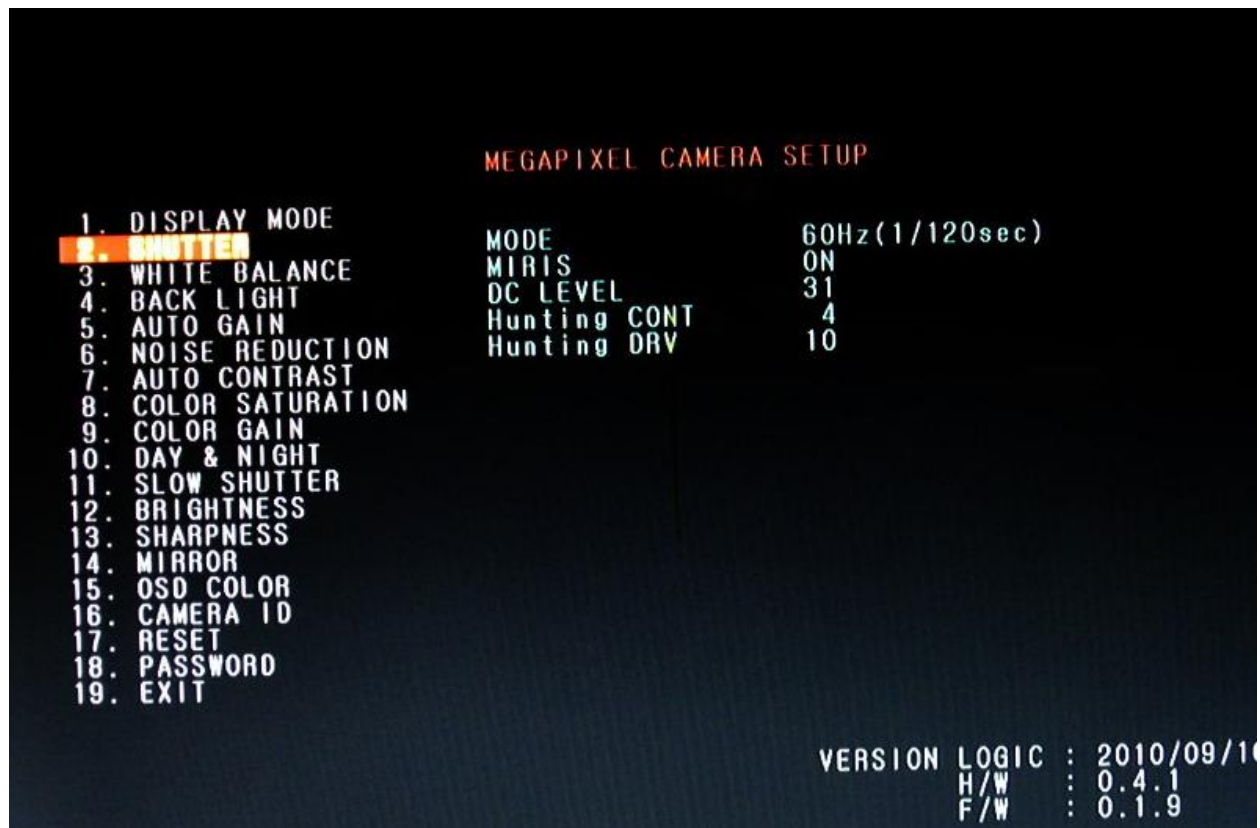 MEGAPIXEL CAMERA SETUP
1. DISPLAY MODE
2. SHUTTER
3. WHITE BALANCE
4. BACK LIGHT
5. AUTO GAIN
6. NOISE REDUCTION
7. AUTO CONTRAST
8. COLOR SATURATION
9. COLOR GAIN
10. DAY & NIGHT
11. SLOW SHUTTER
12. BRIGHTNESS
13. SHARPNESS
14. MIRROR
15. OSD COLOR
16. CAMERA ID
17. RESET
18. PASSWORD
19. EXIT
MODE 60Hz(1/120sec)
MIRIS ON
DC LEVEL 31
Hunting CONT 4
Hunting DRV 10
VERSION LOGIC : 2010/09/
H/W : 0.4.1
F/W : 0.1.9